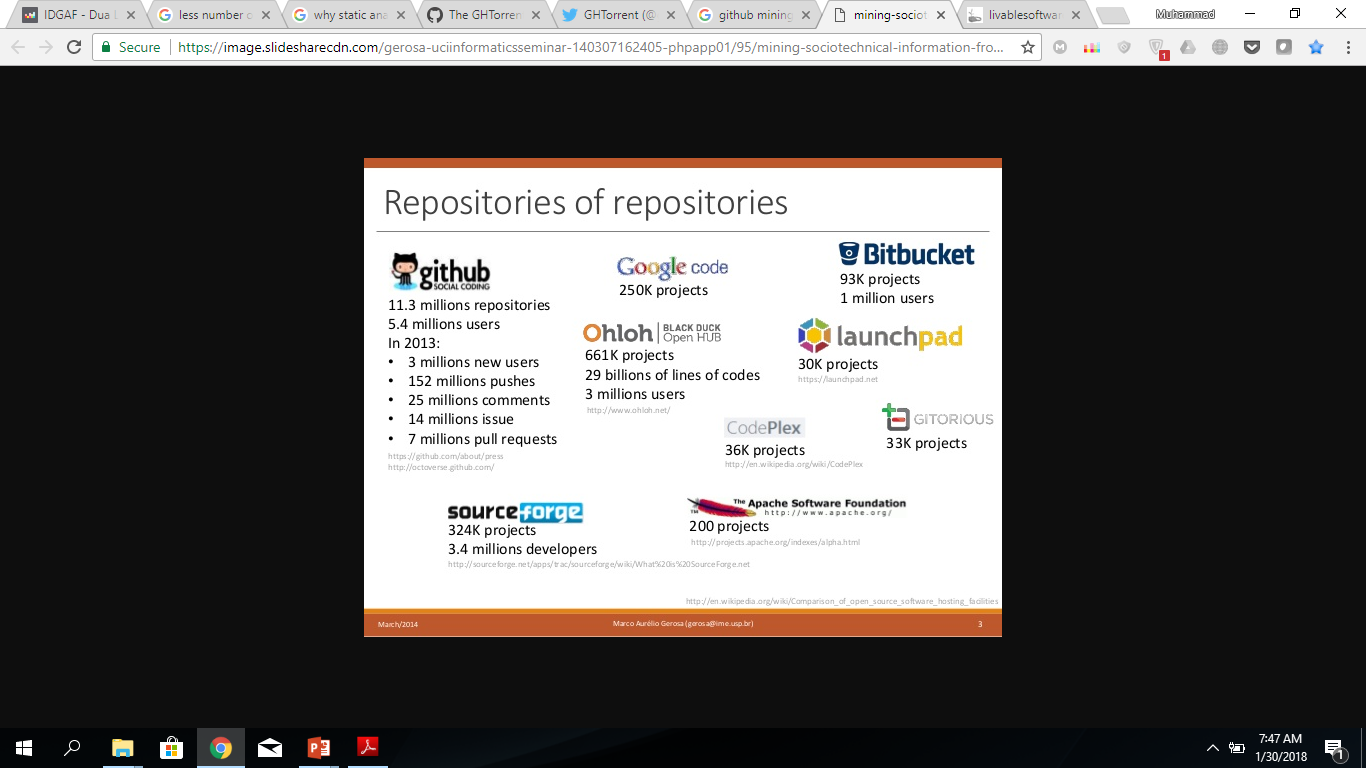 IDGAF - Dua L
less number o
why static ana
The GHTorren
GHTorrent (@
github mining
mining-sociot
livablesoftwar
Muhammad
Secure
https://image.slidesharecdn.com/gerosa-uciinformaticsseminar-140307162405-phpapp01/95/mining-sociotechnical-information-fro...
1
Repositories of repositories
github
SOCIAL CODING
11.3 millions repositories
5.4 millions users
In 2013:
• 3 millions new users
• 152 millions pushes
• 25 millions comments
• 14 millions issue
• 7 millions pull requests
https://github.com/about/press
http://octoverse.github.com/
Google code
250K projects
Bitbucket
93K projects
1 million users
Ohloh
BLACK DUCK
Open HUB
661K projects
29 billions of lines of codes
3 millions users
http://www.ohloh.net/
launchpad
30K projects
https://launchpad.net
CodePlex
36K projects
http://en.wikipedia.org/wiki/CodePlex
GITORIOUS
33K projects
sourceforge
324K projects
3.4 millions developers
http://sourceforge.net/apps/trac/sourceforge/wiki/What%20is%20SourceForge.net
The Apache Software Foundation
http://www.apache.org/
TM
200 projects
http://projects.apache.org/indexes/alpha.html
http://en.wikipedia.org/wiki/Comparison_of_open_source_software_hosting_facilities
March/2014
Marco Aurélio Gerosa (gerosa@ime.usp.br)
3
7:47 AM
1/30/2018
1